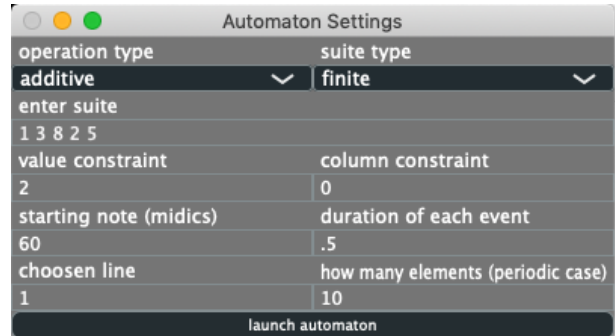 Automaton Settings
operation type suite type
additive finite
enter suite
1 3 8 2 5
value constraint column constraint
2 0
starting note (midics) duration of each event
60 .5
choosen line how many elements (periodic case)
1 10
launch automaton